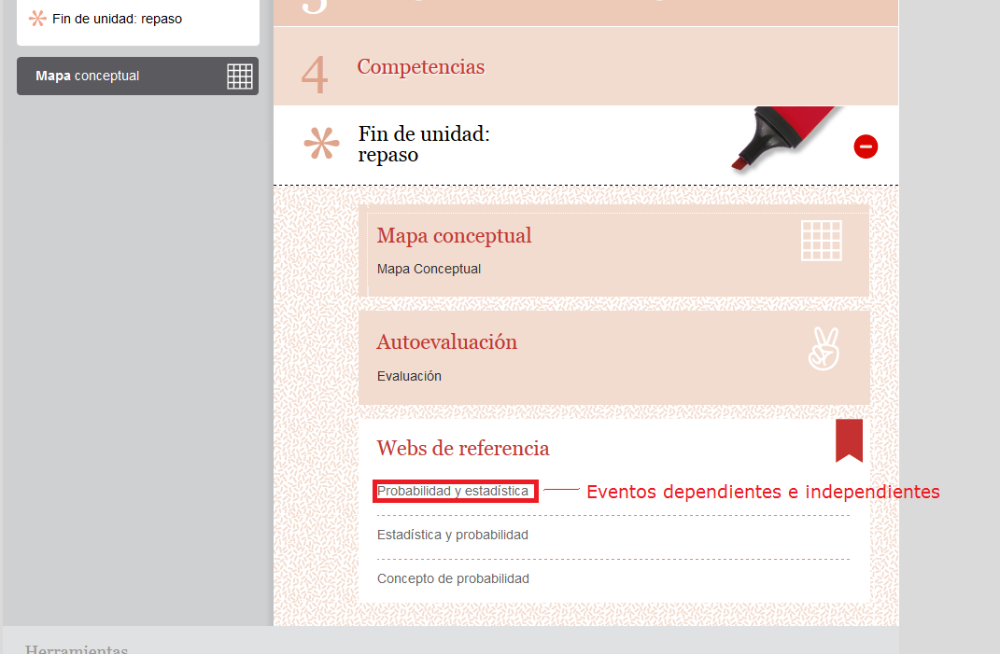 Fin de unidad: repaso
Mapa conceptual
4 Competencias
Fin de unidad:
repaso
Mapa conceptual
Mapa Conceptual
Autoevaluación
Evaluación
Webs de referencia
Probabilidad y estadística
Eventos dependientes e independientes
Estadística y probabilidad
Concepto de probabilidad
Herramientas